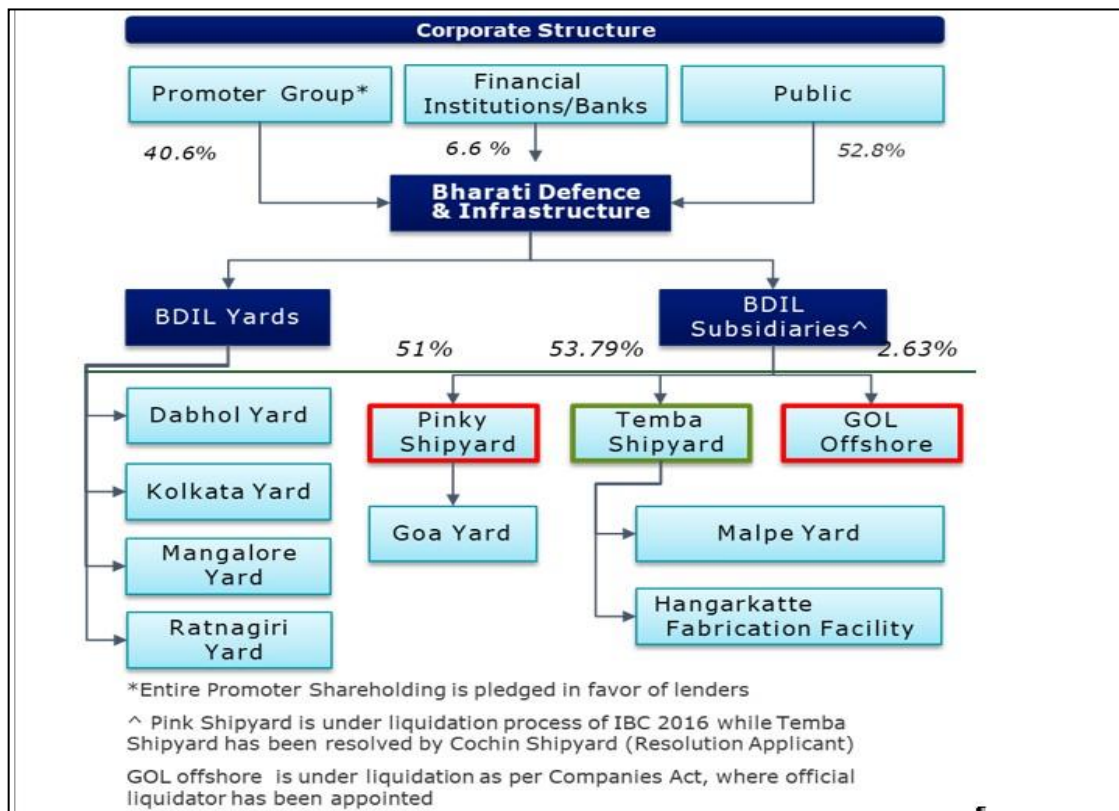 Corporate Structure
Promoter Group*
Financial
Institutions/Banks
Public
40.6%
6.6 %
52.8%
Bharati Defence
& Infrastructure
BDIL Yards
BDIL
Subsidiaries^
51%
53.79%
2.63%
Dabhol Yard
Pinky
Shipyard
Temba
Shipyard
GOL
Offshore
Kolkata Yard
Goa Yard
Malpe Yard
Mangalore
Yard
Hangarkatte
Fabrication Facility
Ratnagiri
Yard
*Entire Promoter Shareholding is pledged in favor of lenders
^ Pink Shipyard is under liquidation process of IBC 2016 while Temba
Shipyard has been resolved by Cochin Shipyard (Resolution Applicant)
GOL offshore is under liquidation as per Companies Act, where official
liquidator has been appointed